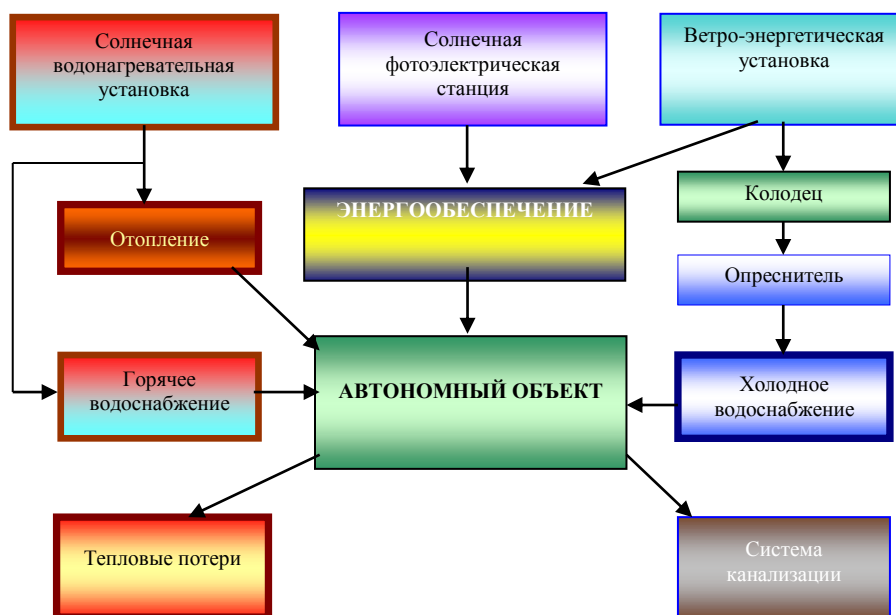 Солнечная
водонагревательная
установка
Солнечная
фотоэлектрическая
станция
Ветро-энергетическая
установка
ЭНЕРГООБЕСПЕЧЕНИЕ
Колодец
Отопление
Опреснитель
Горячее
водоснабжение
АВТОНОМНЫЙ ОБЪЕКТ
Холодное
водоснабжение
Тепловые потери
Система
канализации